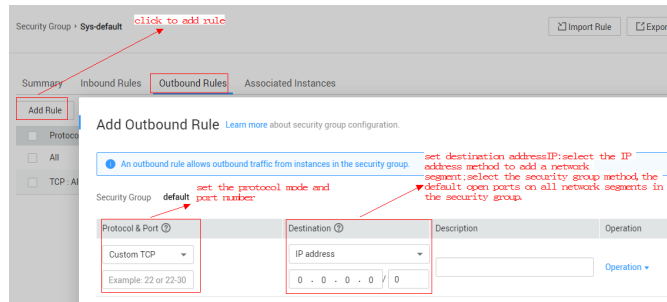 click to add rule
Security Group › Sys-default
Import Rule
Expor
Summary
Inbound Rules
Outbound Rules
Associated Instances
Add Rule
Add Outbound Rule Learn more about security group configuration.
Protoco
All
TCP : Al
An outbound rule allows outbound traffic from instances in the security group.
set destination addressIP:select the IP
address method to add a network
segment;select the security group method,the
default open ports on all network segments in
the security group.
Security Group default
set the protocol mode and
port number
Protocol & Port
Destination
Description
Operation
Custom TCP
IP address
Example: 22 or 22-30
0 . 0 . 0 . 0 / 0
Operation